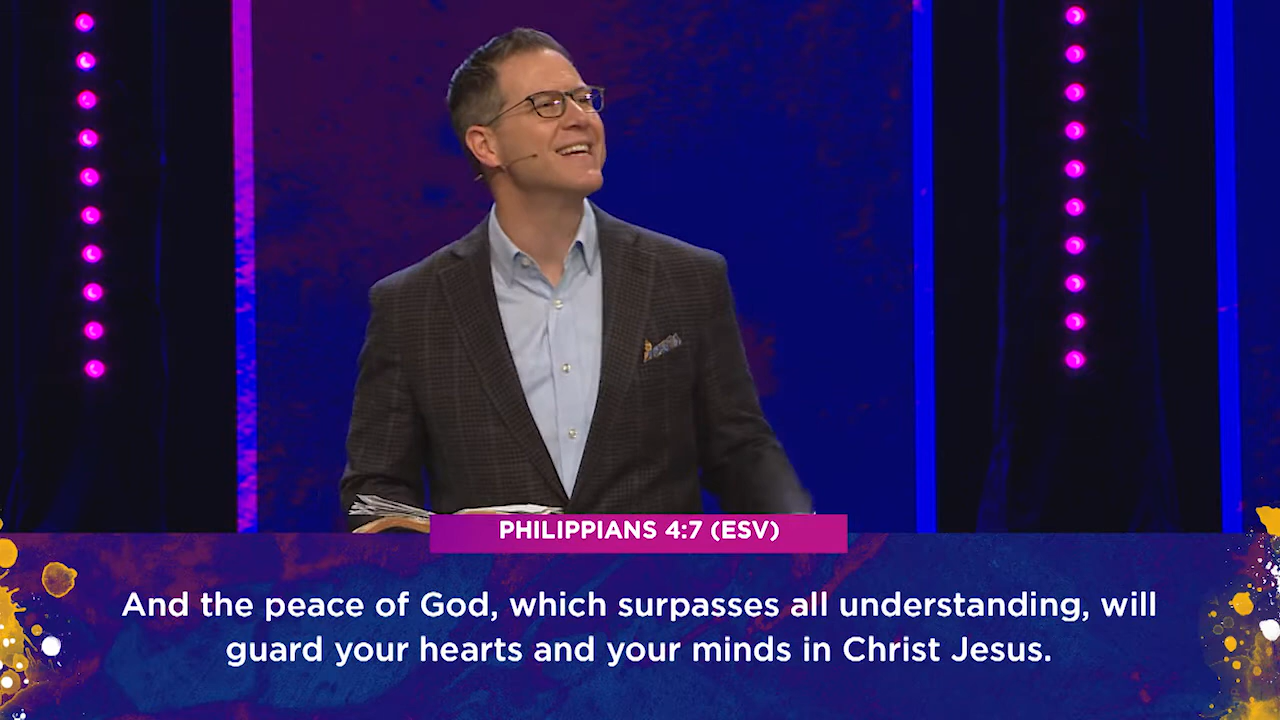 PHILIPPIANS 4:7 (ESV)
And the peace of God, which surpasses all understanding, will
guard your hearts and your minds in Christ Jesus.